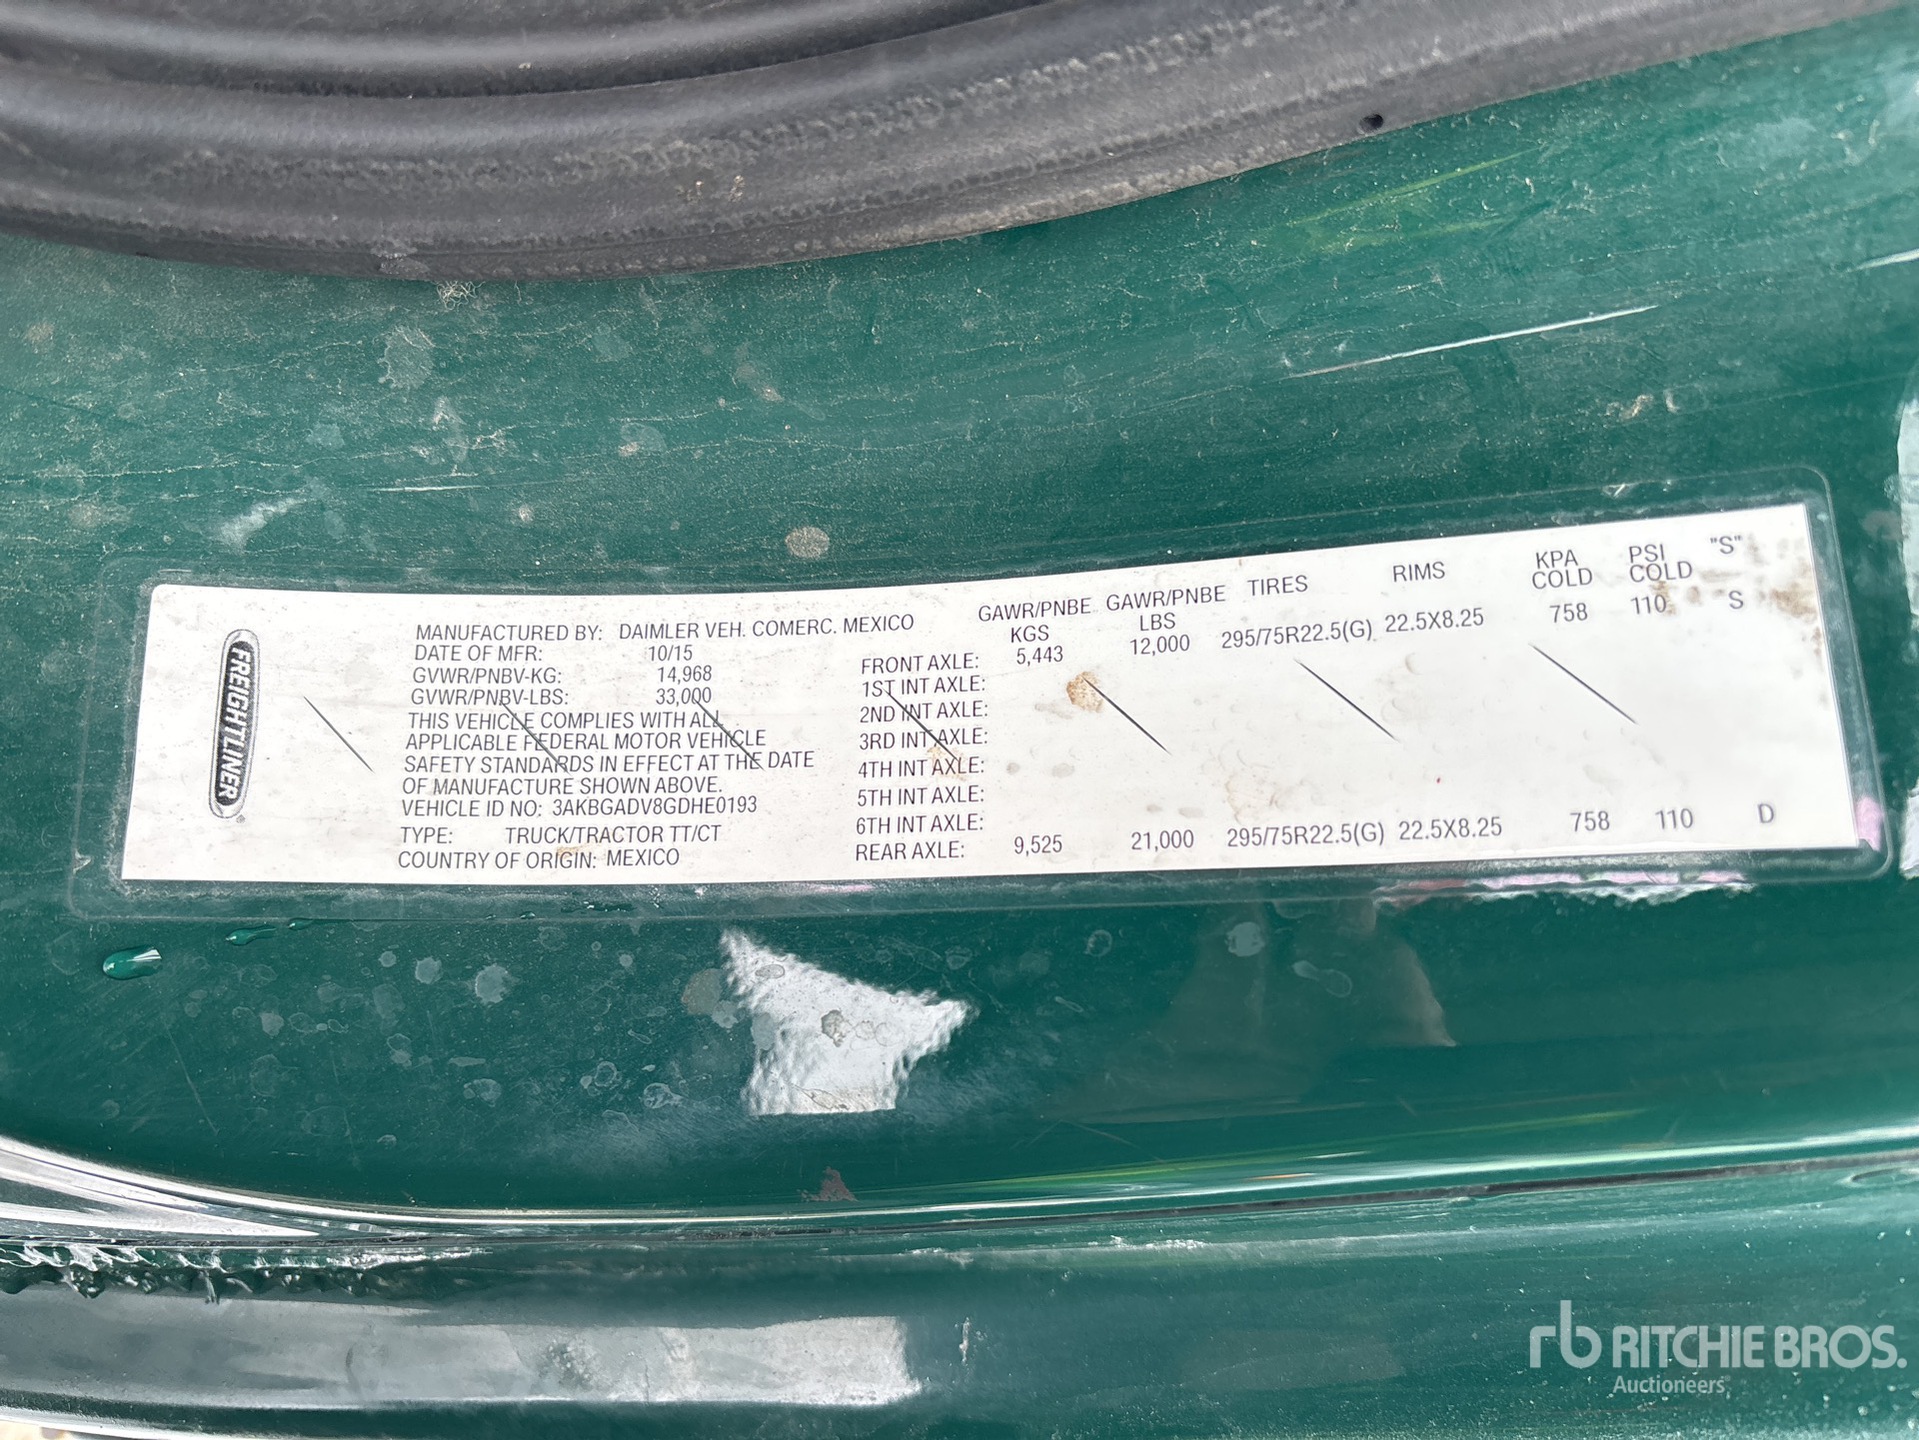 FREIGHTLINER
MANUFACTURED BY: DAIMLER VEH. COMERC. MEXICO
DATE OF MFR: 10/15
GVWR/PNBV-KG: 14,968
GVWR/PNBV-LBS: 33,000
THIS VEHICLE COMPLIES WITH ALL
APPLICABLE FEDERAL MOTOR VEHICLE
SAFETY STANDARDS IN EFFECT AT THE DATE
OF MANUFACTURE SHOWN ABOVE.
VEHICLE ID NO: 3AKBGADV8GDHE0193
TYPE: TRUCK/TRACTOR TT/CT
COUNTRY OF ORIGIN: MEXICO
GAWR/PNBE GAWR/PNBE TIRES RIMS KPA PSI "S"
KGS LBS COLD COLD
FRONT AXLE: 5,443 12,000 295/75R22.5(G) 22.5X8.25 758 110 S
1ST INT AXLE:
2ND INT AXLE:
3RD INT AXLE:
4TH INT AXLE:
5TH INT AXLE:
6TH INT AXLE:
REAR AXLE: 9,525 21,000 295/75R22.5(G) 22.5X8.25 758 110 D
rb RITCHIE BROS.
Auctioneers